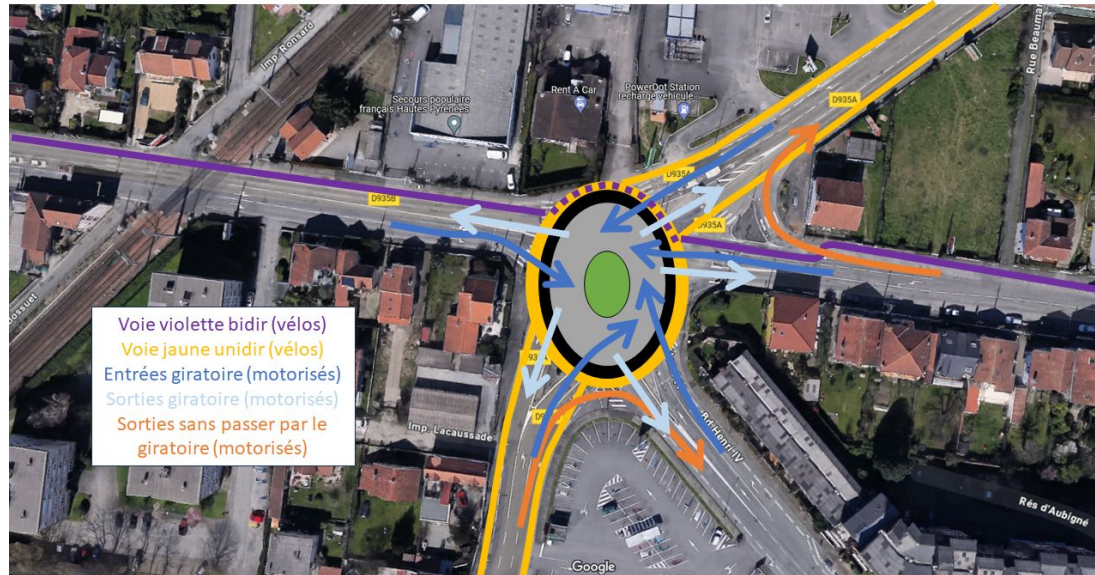 Imp. Ronsard
Rue Beaumar
Secours populaire
français Hautes Pyrénées
Rent A Car
PowerDot Station
recharge véhicule...
D935A
D935A
D935B
D935A
ossuet
Voie violette bidir (vélos)
Voie jaune unidir (vélos)
Entrées giratoire (motorisés)
Sorties giratoire (motorisés)
Sorties sans passer par le
giratoire (motorisés)
Imp. Lacaussade
Bd Henri IV
Rés d'Aubigné
Google